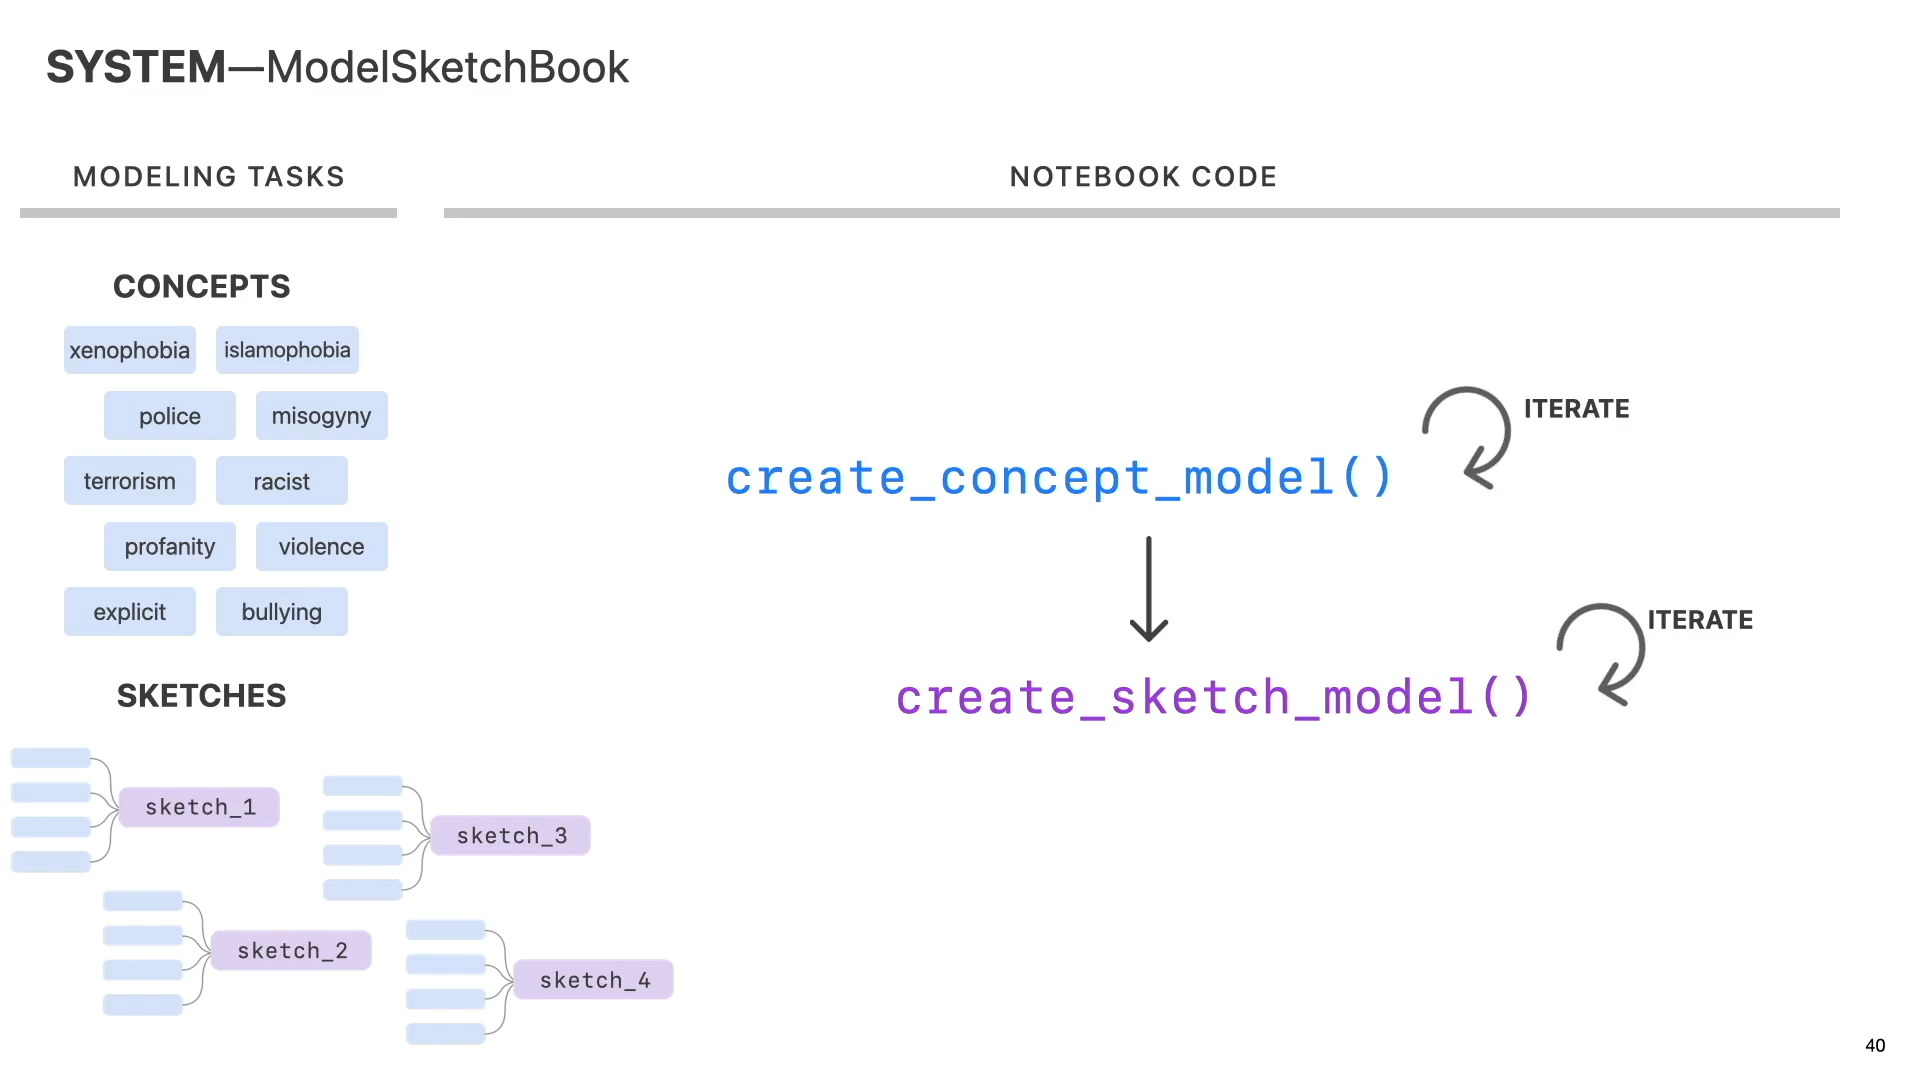 SYSTEM—ModelSketchBook
MODELING TASKS
NOTEBOOK CODE
CONCEPTS
xenophobia
islamophobia
police
misogyny
terrorism
racist
profanity
violence
explicit
bullying
SKETCHES
sketch_1
sketch_3
sketch_2
sketch_4
create_concept_model()
ITERATE
create_sketch_model()
ITERATE
40